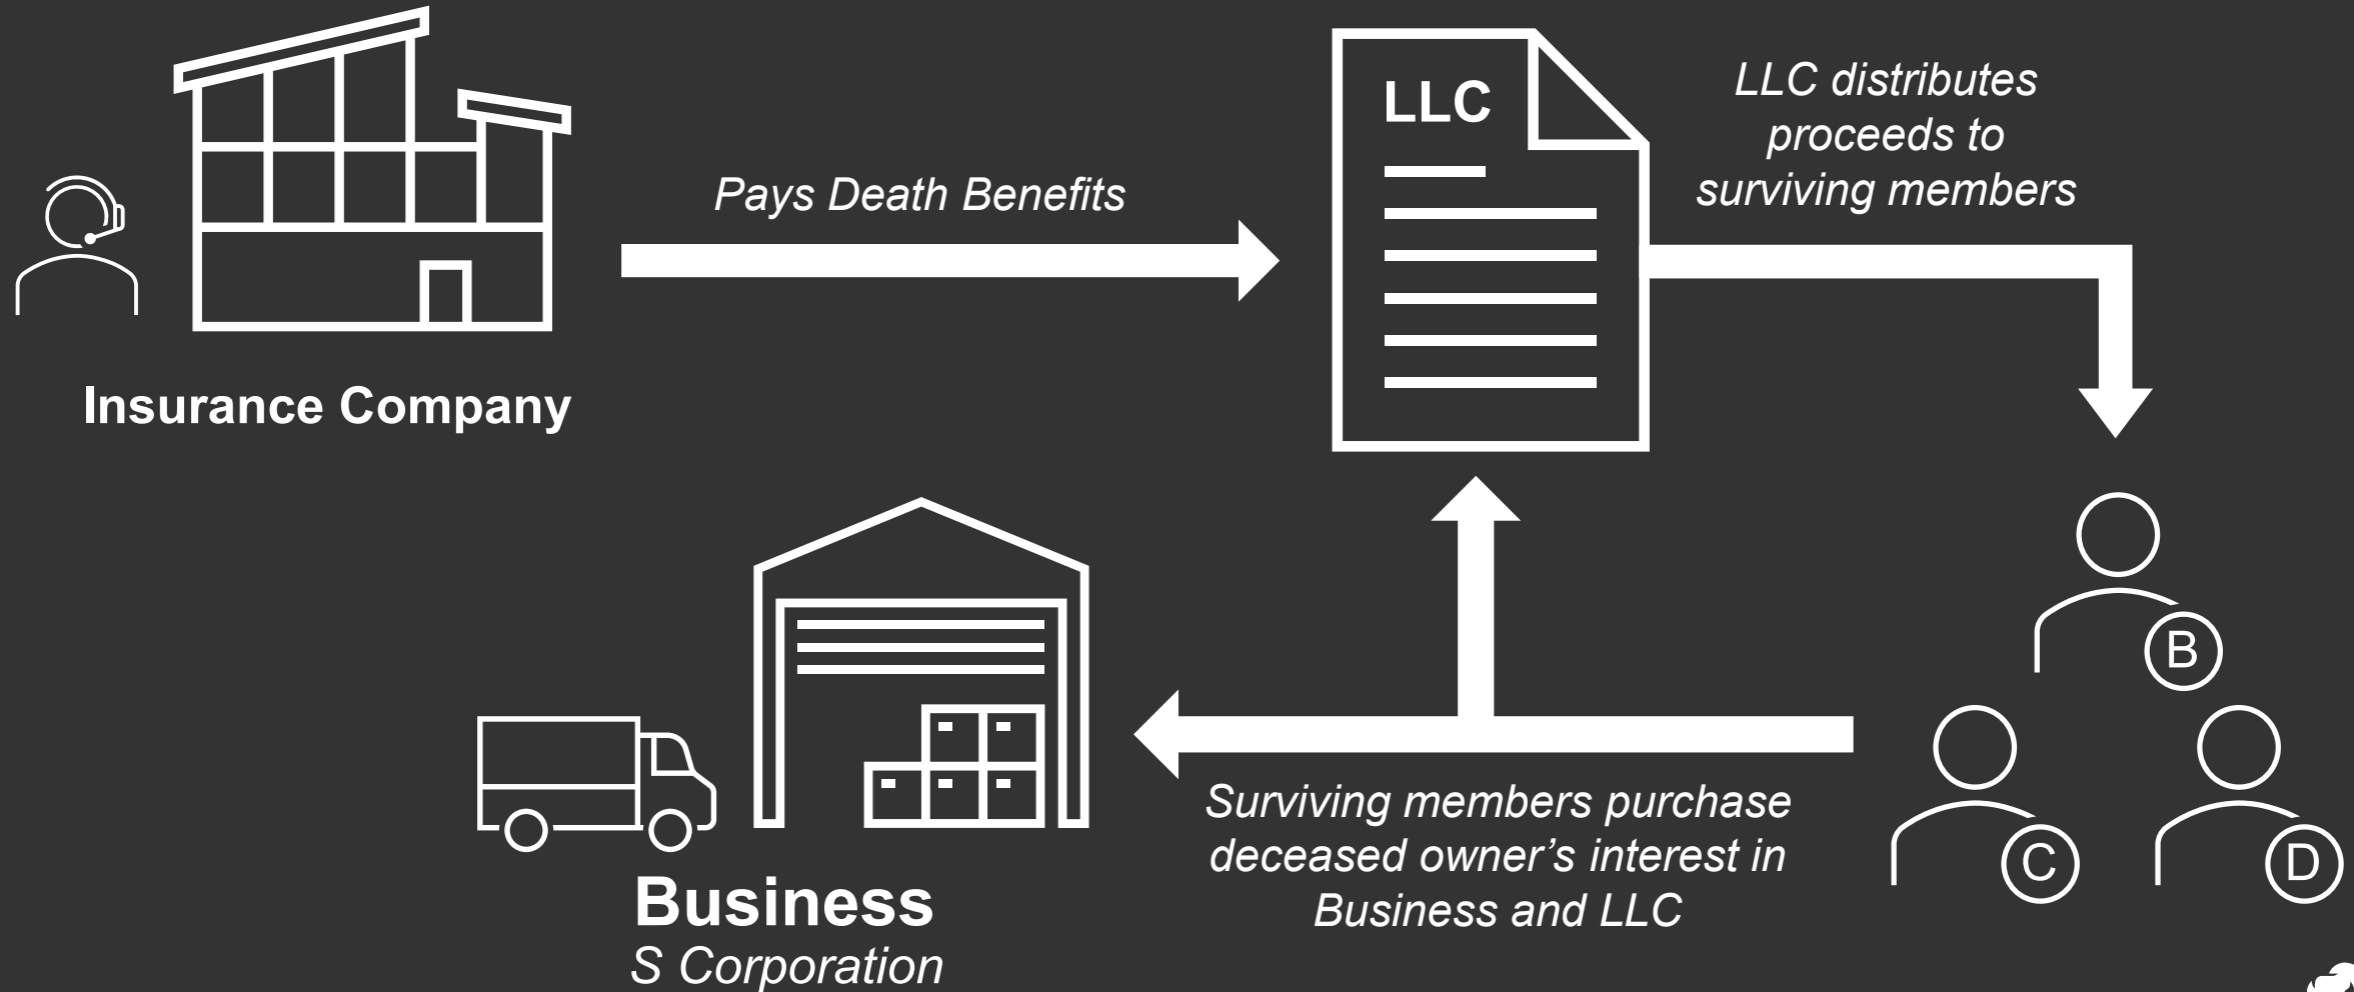 LLC
LLC distributes
proceeds to
surviving members
Pays Death Benefits
Insurance Company
B
C
D
Surviving members purchase
deceased owner’s interest in
Business and LLC
Business
S Corporation